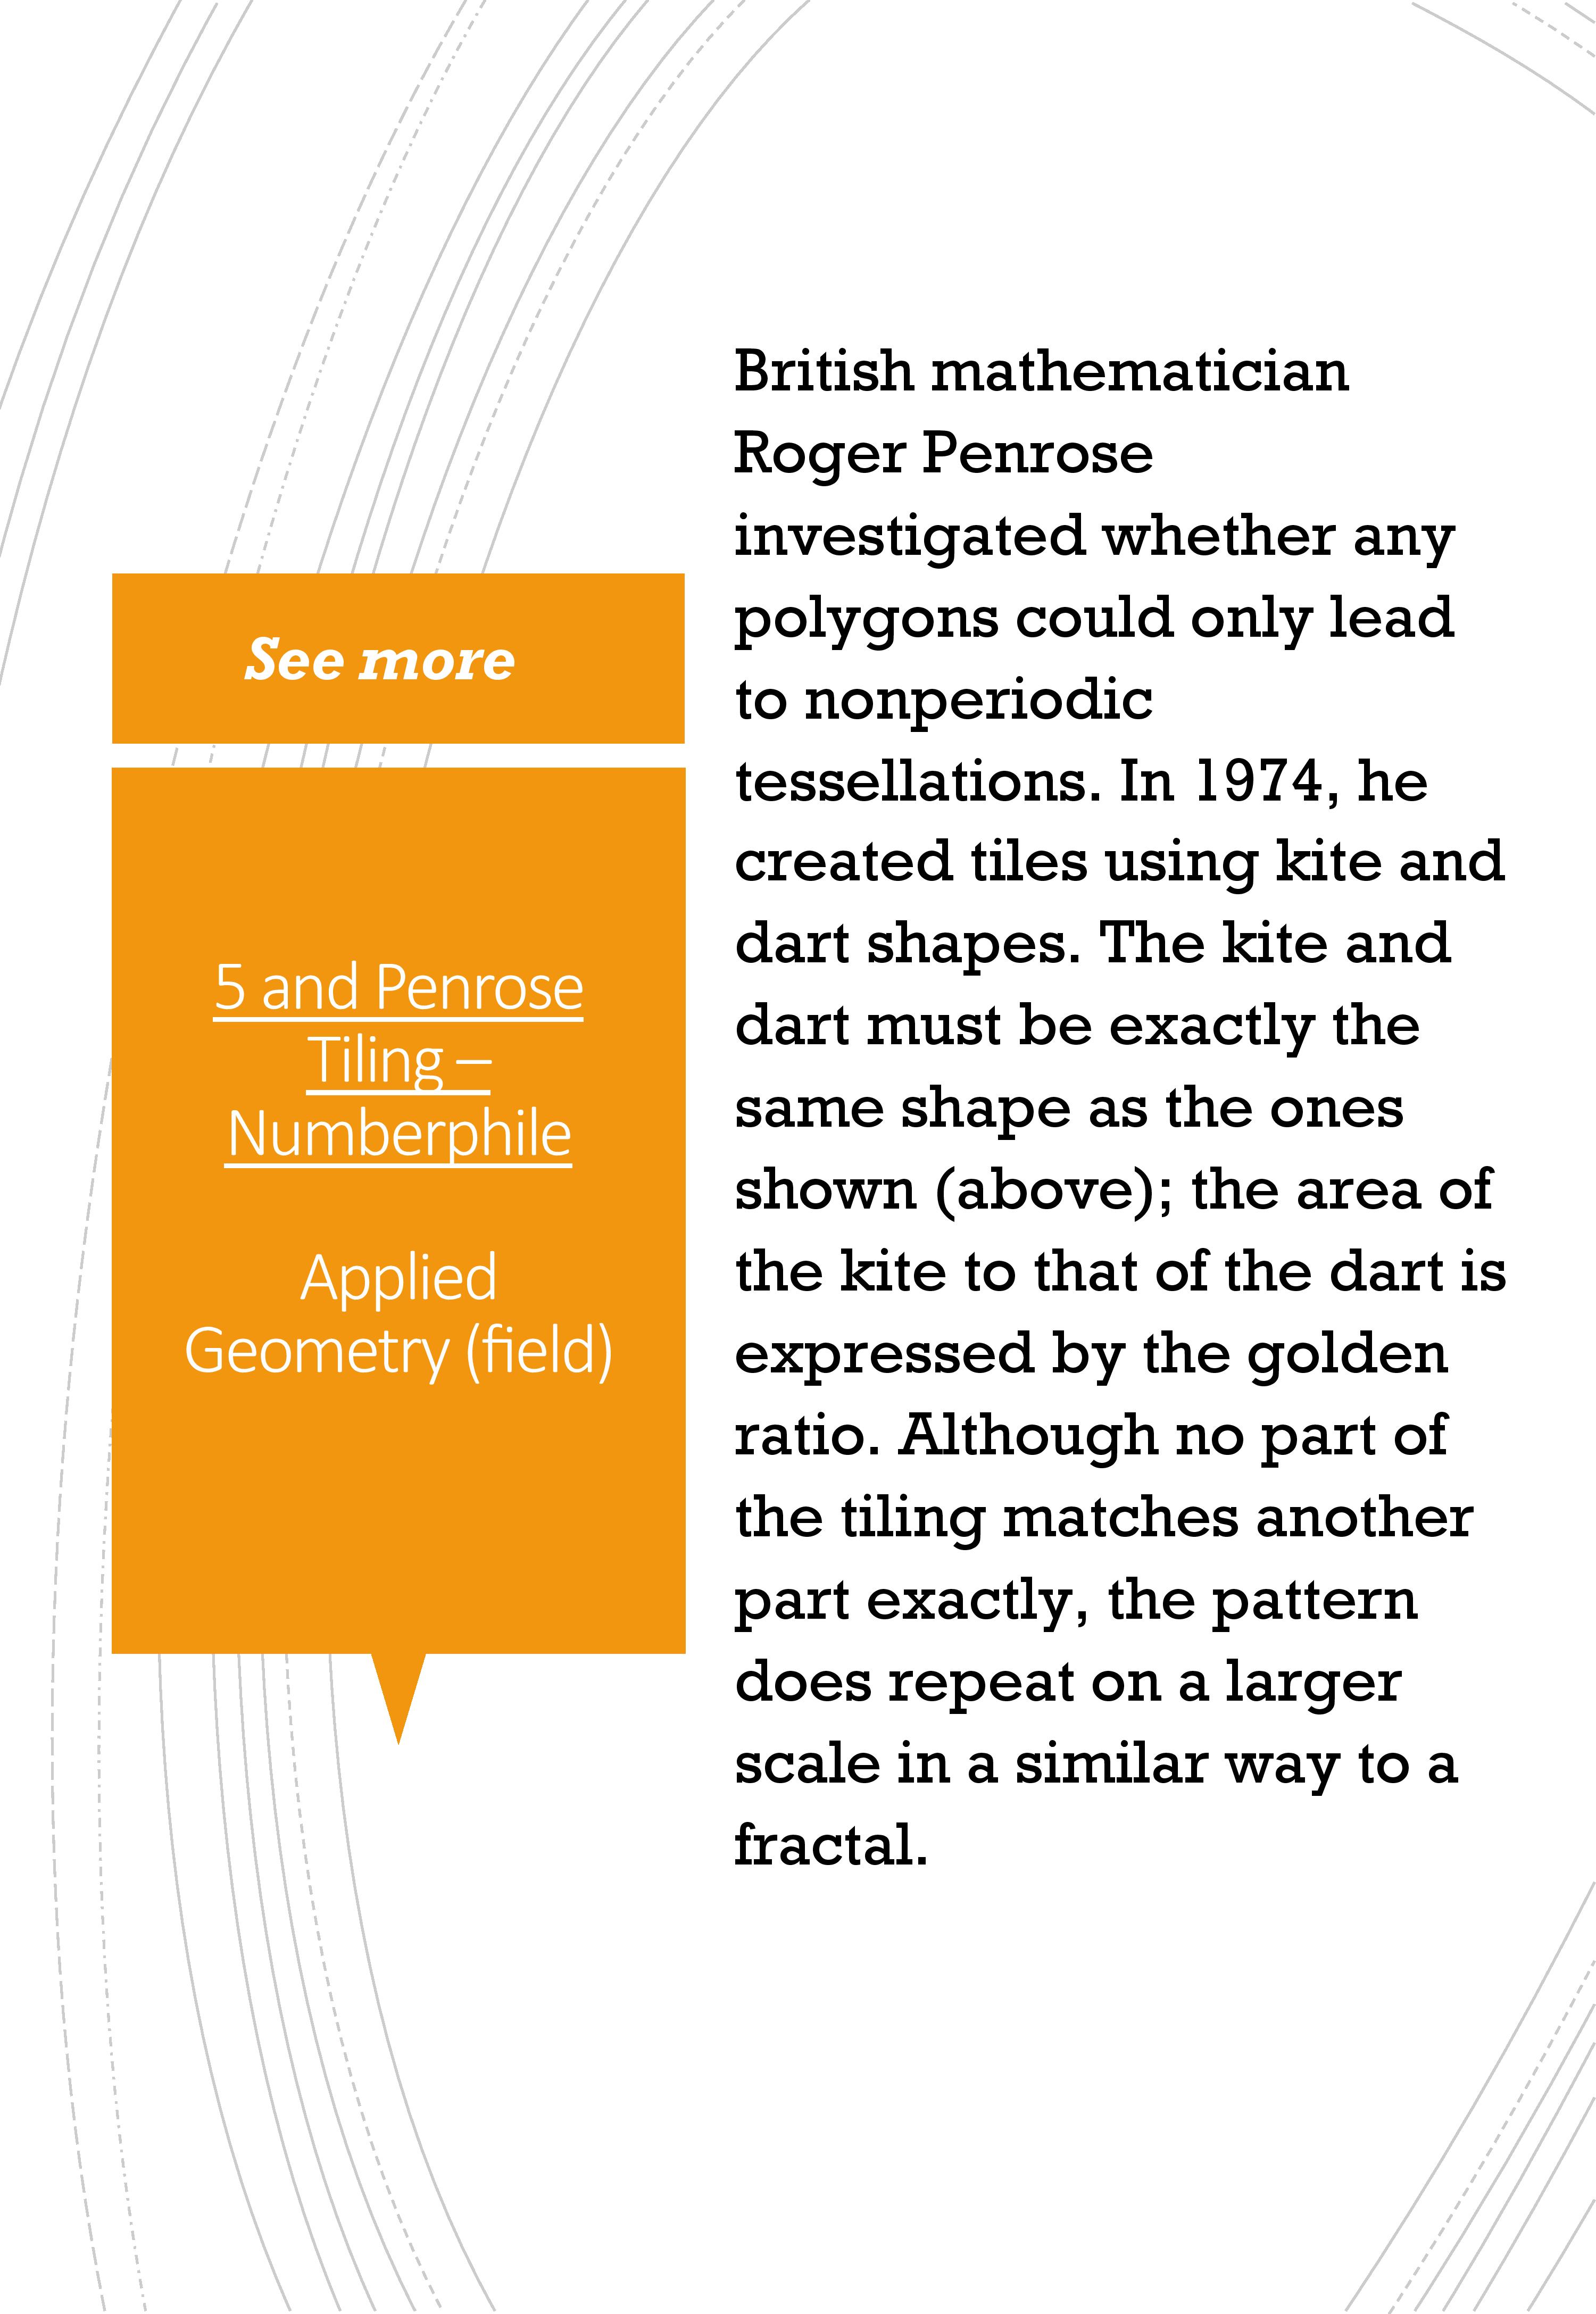 See more
5 and Penrose
Tiling –
Numberphile
Applied
Geometry (field)
British mathematician
Roger Penrose
investigated whether any
polygons could only lead
to nonperiodic
tessellations. In 1974, he
created tiles using kite and
dart shapes. The kite and
dart must be exactly the
same shape as the ones
shown (above); the area of
the kite to that of the dart is
expressed by the golden
ratio. Although no part of
the tiling matches another
part exactly, the pattern
does repeat on a larger
scale in a similar way to a
fractal.